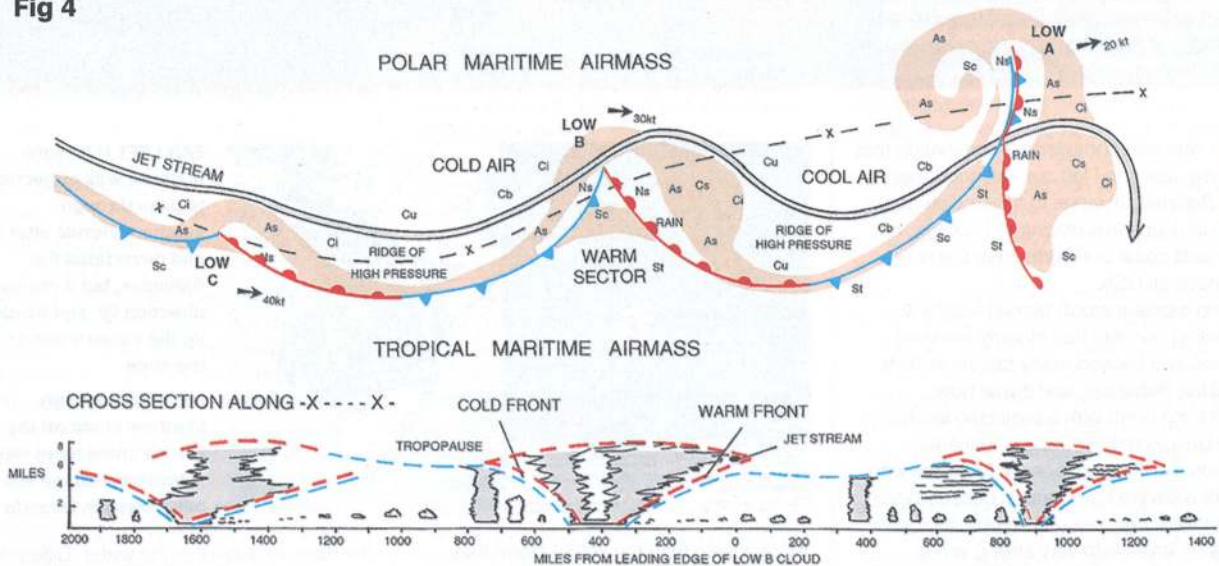 Fig 4
LOW
A
20 kt
As
Sc
Ns
As
As
Ns
Ci
X
POLAR MARITIME AIRMASS
30kt
LOW
B
X
JET STREAM
COLD AIR
Ci
Cu
COOL AIR
RAIN
As
Cs
Ci
X
Ci
Cb
Ns
Ns
As
Cs
Cb
St
As
As
As
Ci
Cu
X
As
Sc
RAIN
Ci
RIDGE OF
HIGH PRESSURE
Cb
St
Sc
Sc
Sc
Ns
LOW
C
RIDGE OF
HIGH PRESSURE
WARM
SECTOR
St
As
Cu
St
40kt
TROPICAL MARITIME AIRMASS
CROSS SECTION ALONG -X - - - - X-
COLD FRONT
WARM FRONT
TROPOPAUSE
JET STREAM
MILES
8
6
4
2
2000 1800 1600 1400 1200 1000 800 600 400 200 0 200 400 600 800 1000 1200 1400
MILES FROM LEADING EDGE OF LOW B CLOUD